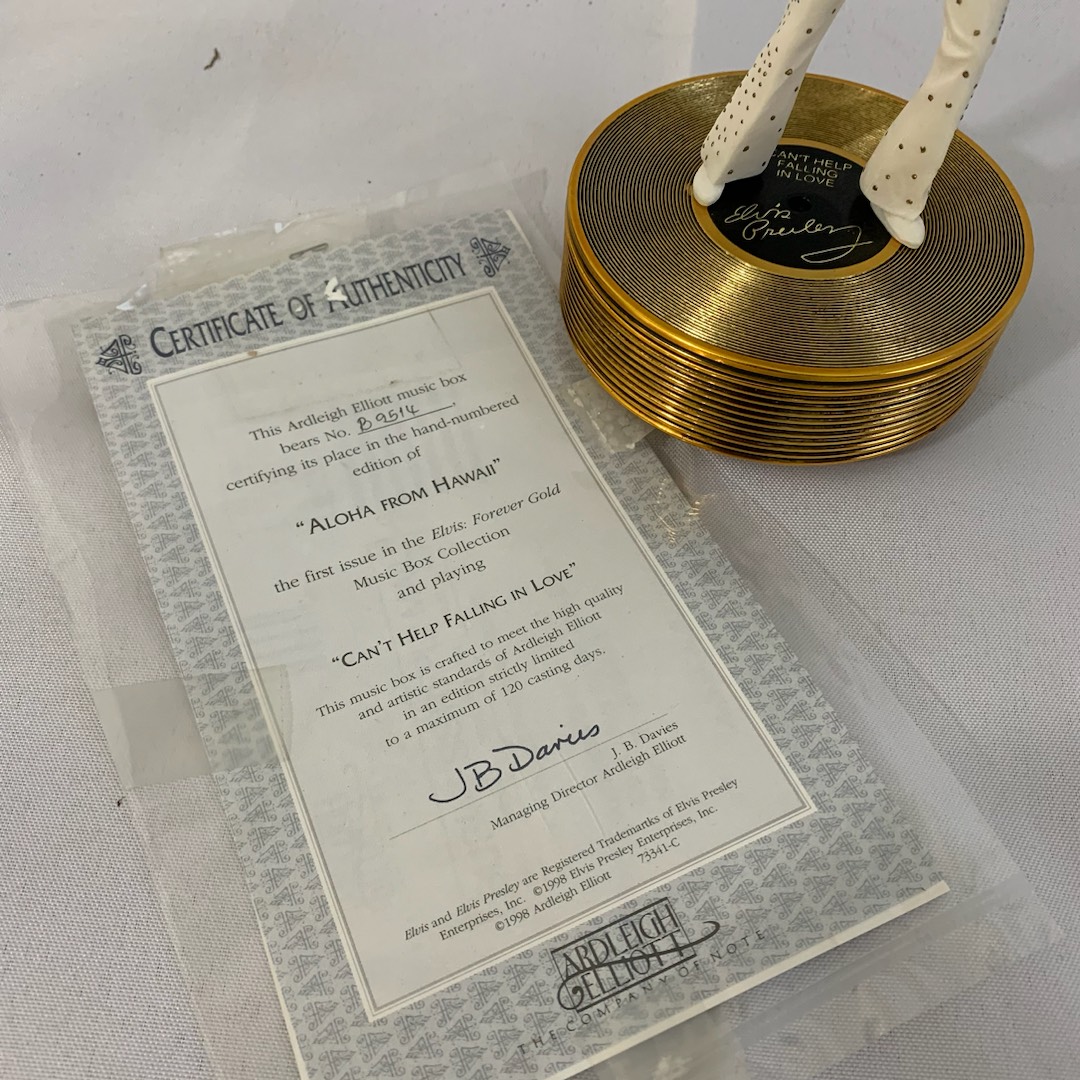 CAN'T HELP
FALLING
IN LOVE
Elvis
Presley
CERTIFICATE OF AUTHENTICITY
This Ardleigh Elliott music box
bears No. B9514,
certifying its place in the hand-numbered
edition of
"ALOHA FROM HAWAII"
the first issue in the Elvis: Forever Gold
Music Box Collection
and playing
"CAN'T HELP FALLING IN LOVE"
This music box is crafted to meet the high quality
and artistic standards of Ardleigh Elliott
in an edition strictly limited
to a maximum of 120 casting days.
JB Davies
J. B. Davies
Managing Director Ardleigh Elliott
Elvis and Elvis Presley are Registered Trademarks of Elvis Presley
Enterprises, Inc. ©1998 Elvis Presley Enterprises, Inc.
©1998 Ardleigh Elliott 73341-C
ARDLEIGH
ELLIOTT
THE COMPANY OF NOTE